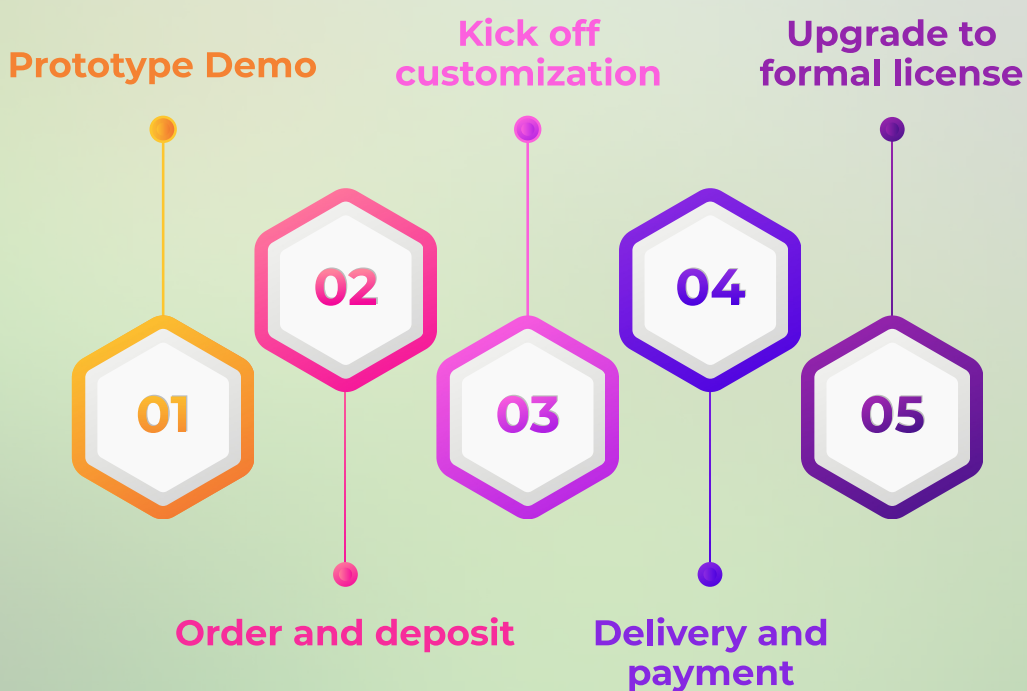 Prototype Demo
Kick off
customization
Upgrade to
formal license
01
02
03
04
05
Order and deposit
Delivery and
payment